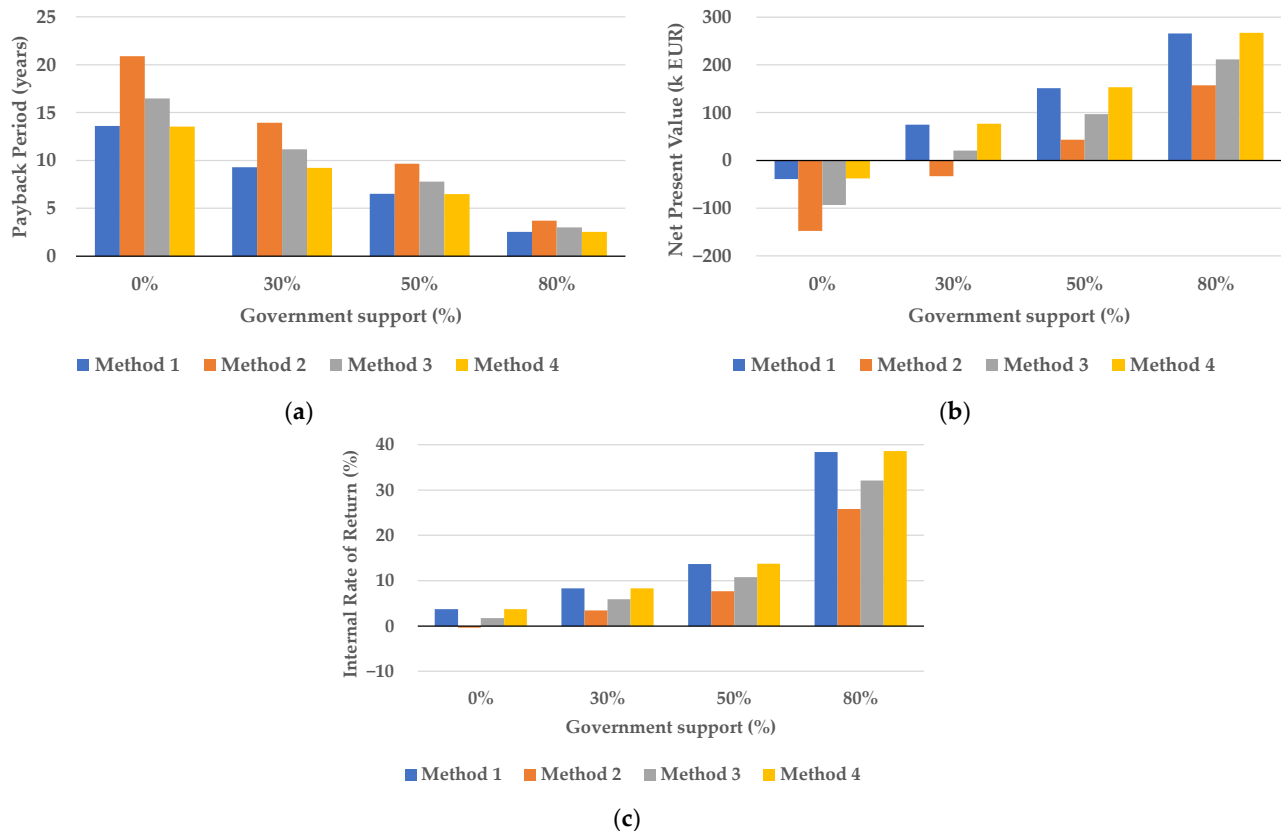 25
20
15
10
5
0
Payback Period (years)
0% 30% 50% 80%
Government support (%)
Method 1 Method 2 Method 3 Method 4
(a)
300
200
100
0
−100
−200
Net Present Value (k EUR)
0% 30% 50% 80%
Government support (%)
Method 1 Method 2 Method 3 Method 4
(b)
40
30
20
10
0
−10
Internal Rate of Return (%)
0% 30% 50% 80%
Government support (%)
Method 1 Method 2 Method 3 Method 4
(c)